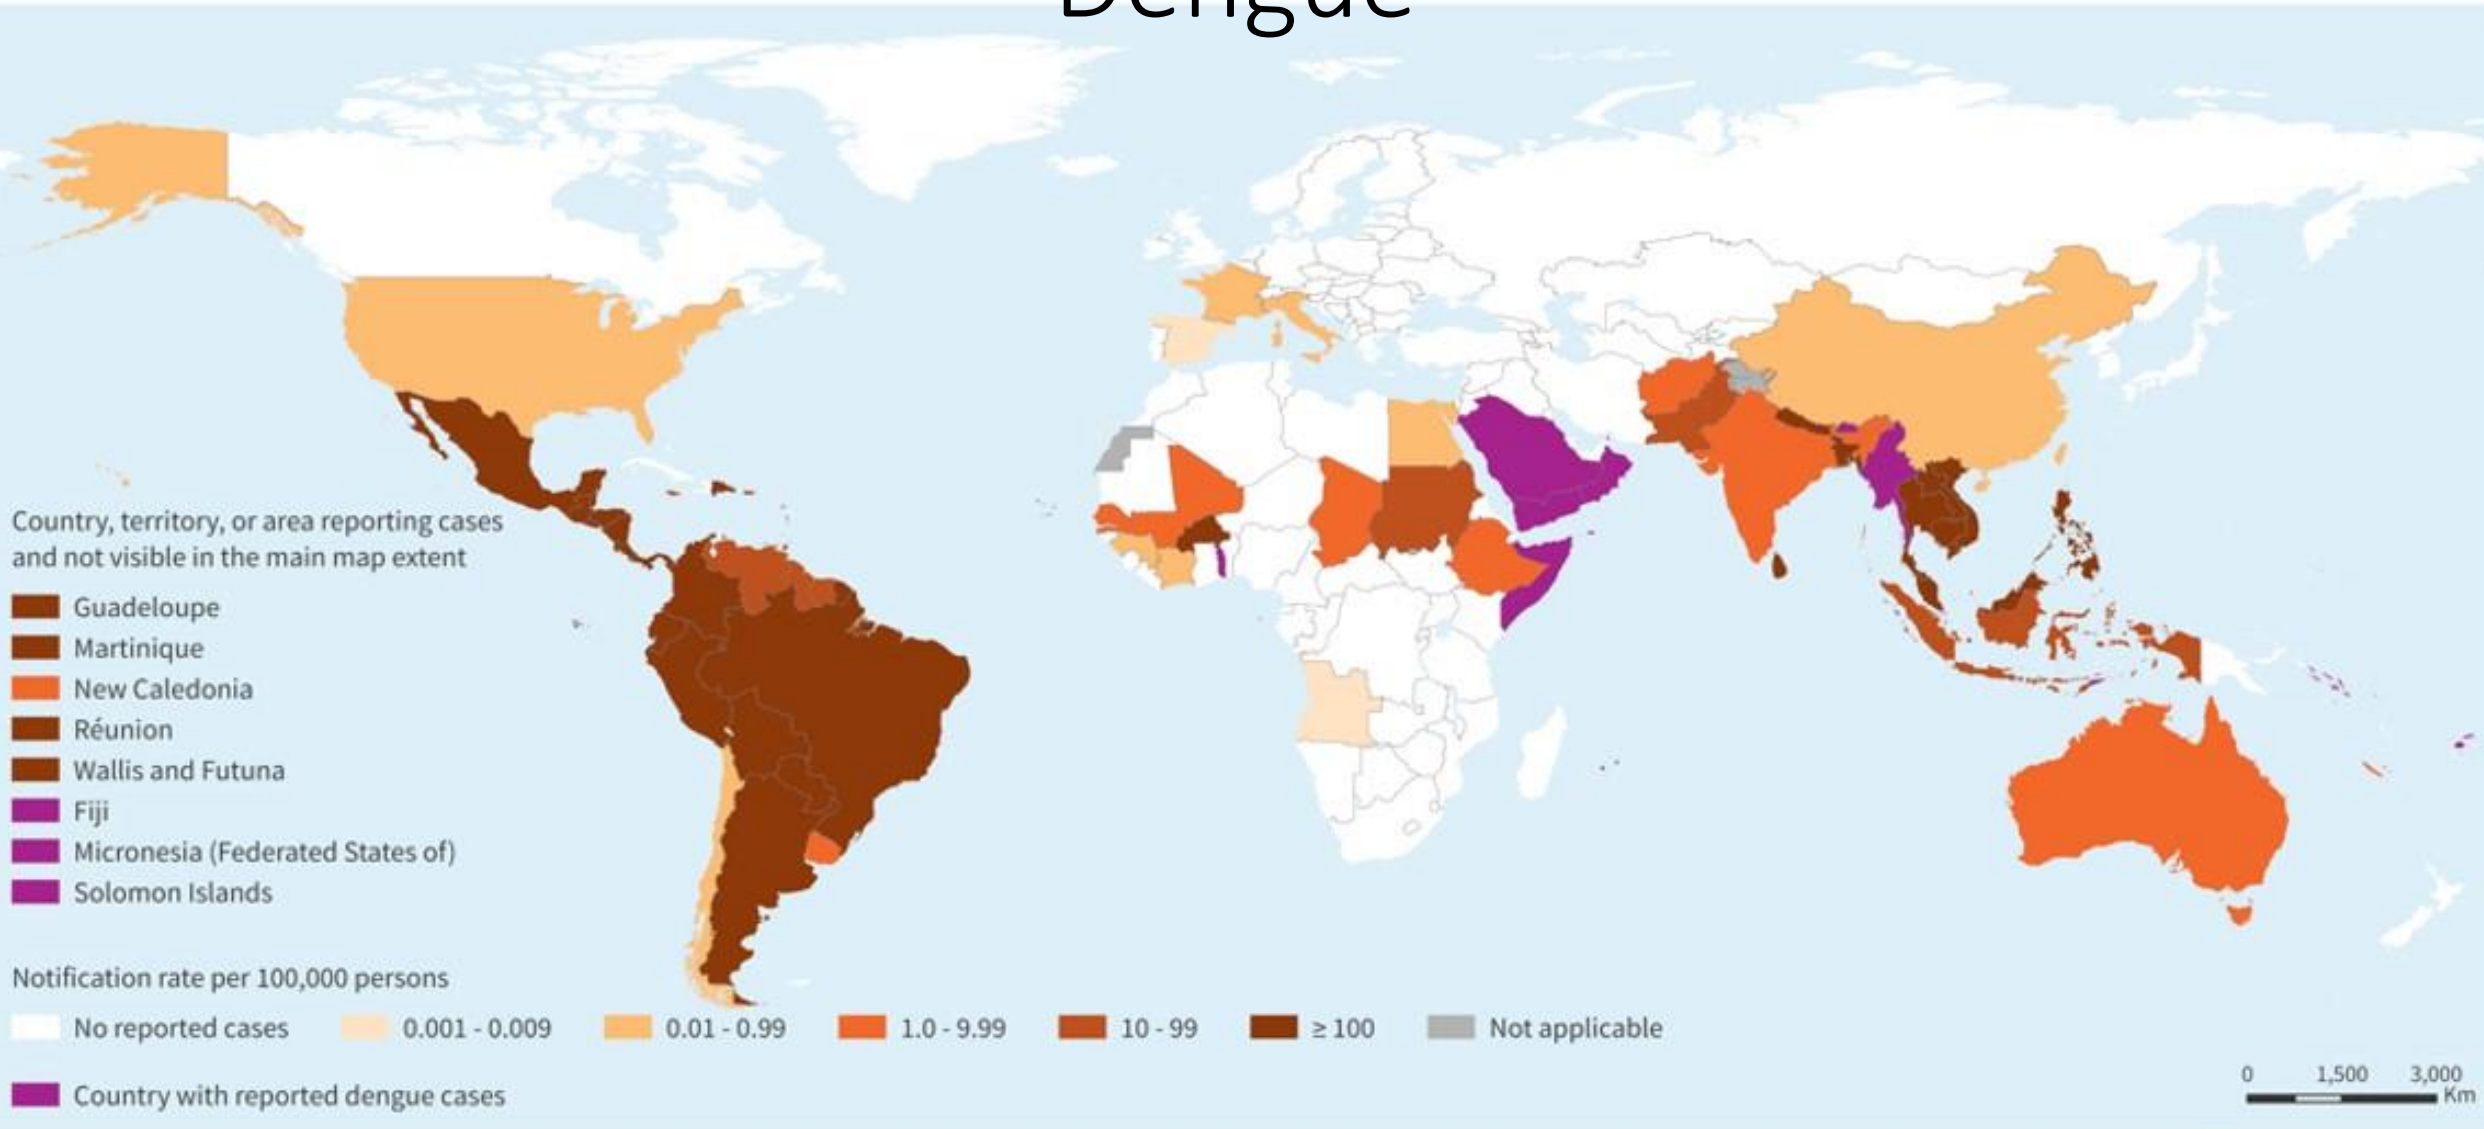 Dengue
Country, territory, or area reporting cases
and not visible in the main map extent
Guadeloupe
Martinique
New Caledonia
Réunion
Wallis and Futuna
Fiji
Micronesia (Federated States of)
Solomon Islands
Notification rate per 100,000 persons
No reported cases
0.001 - 0.009
0.01 - 0.99
1.0 - 9.99
10 - 99
≥ 100
Not applicable
Country with reported dengue cases
0 1,500 3,000
Km